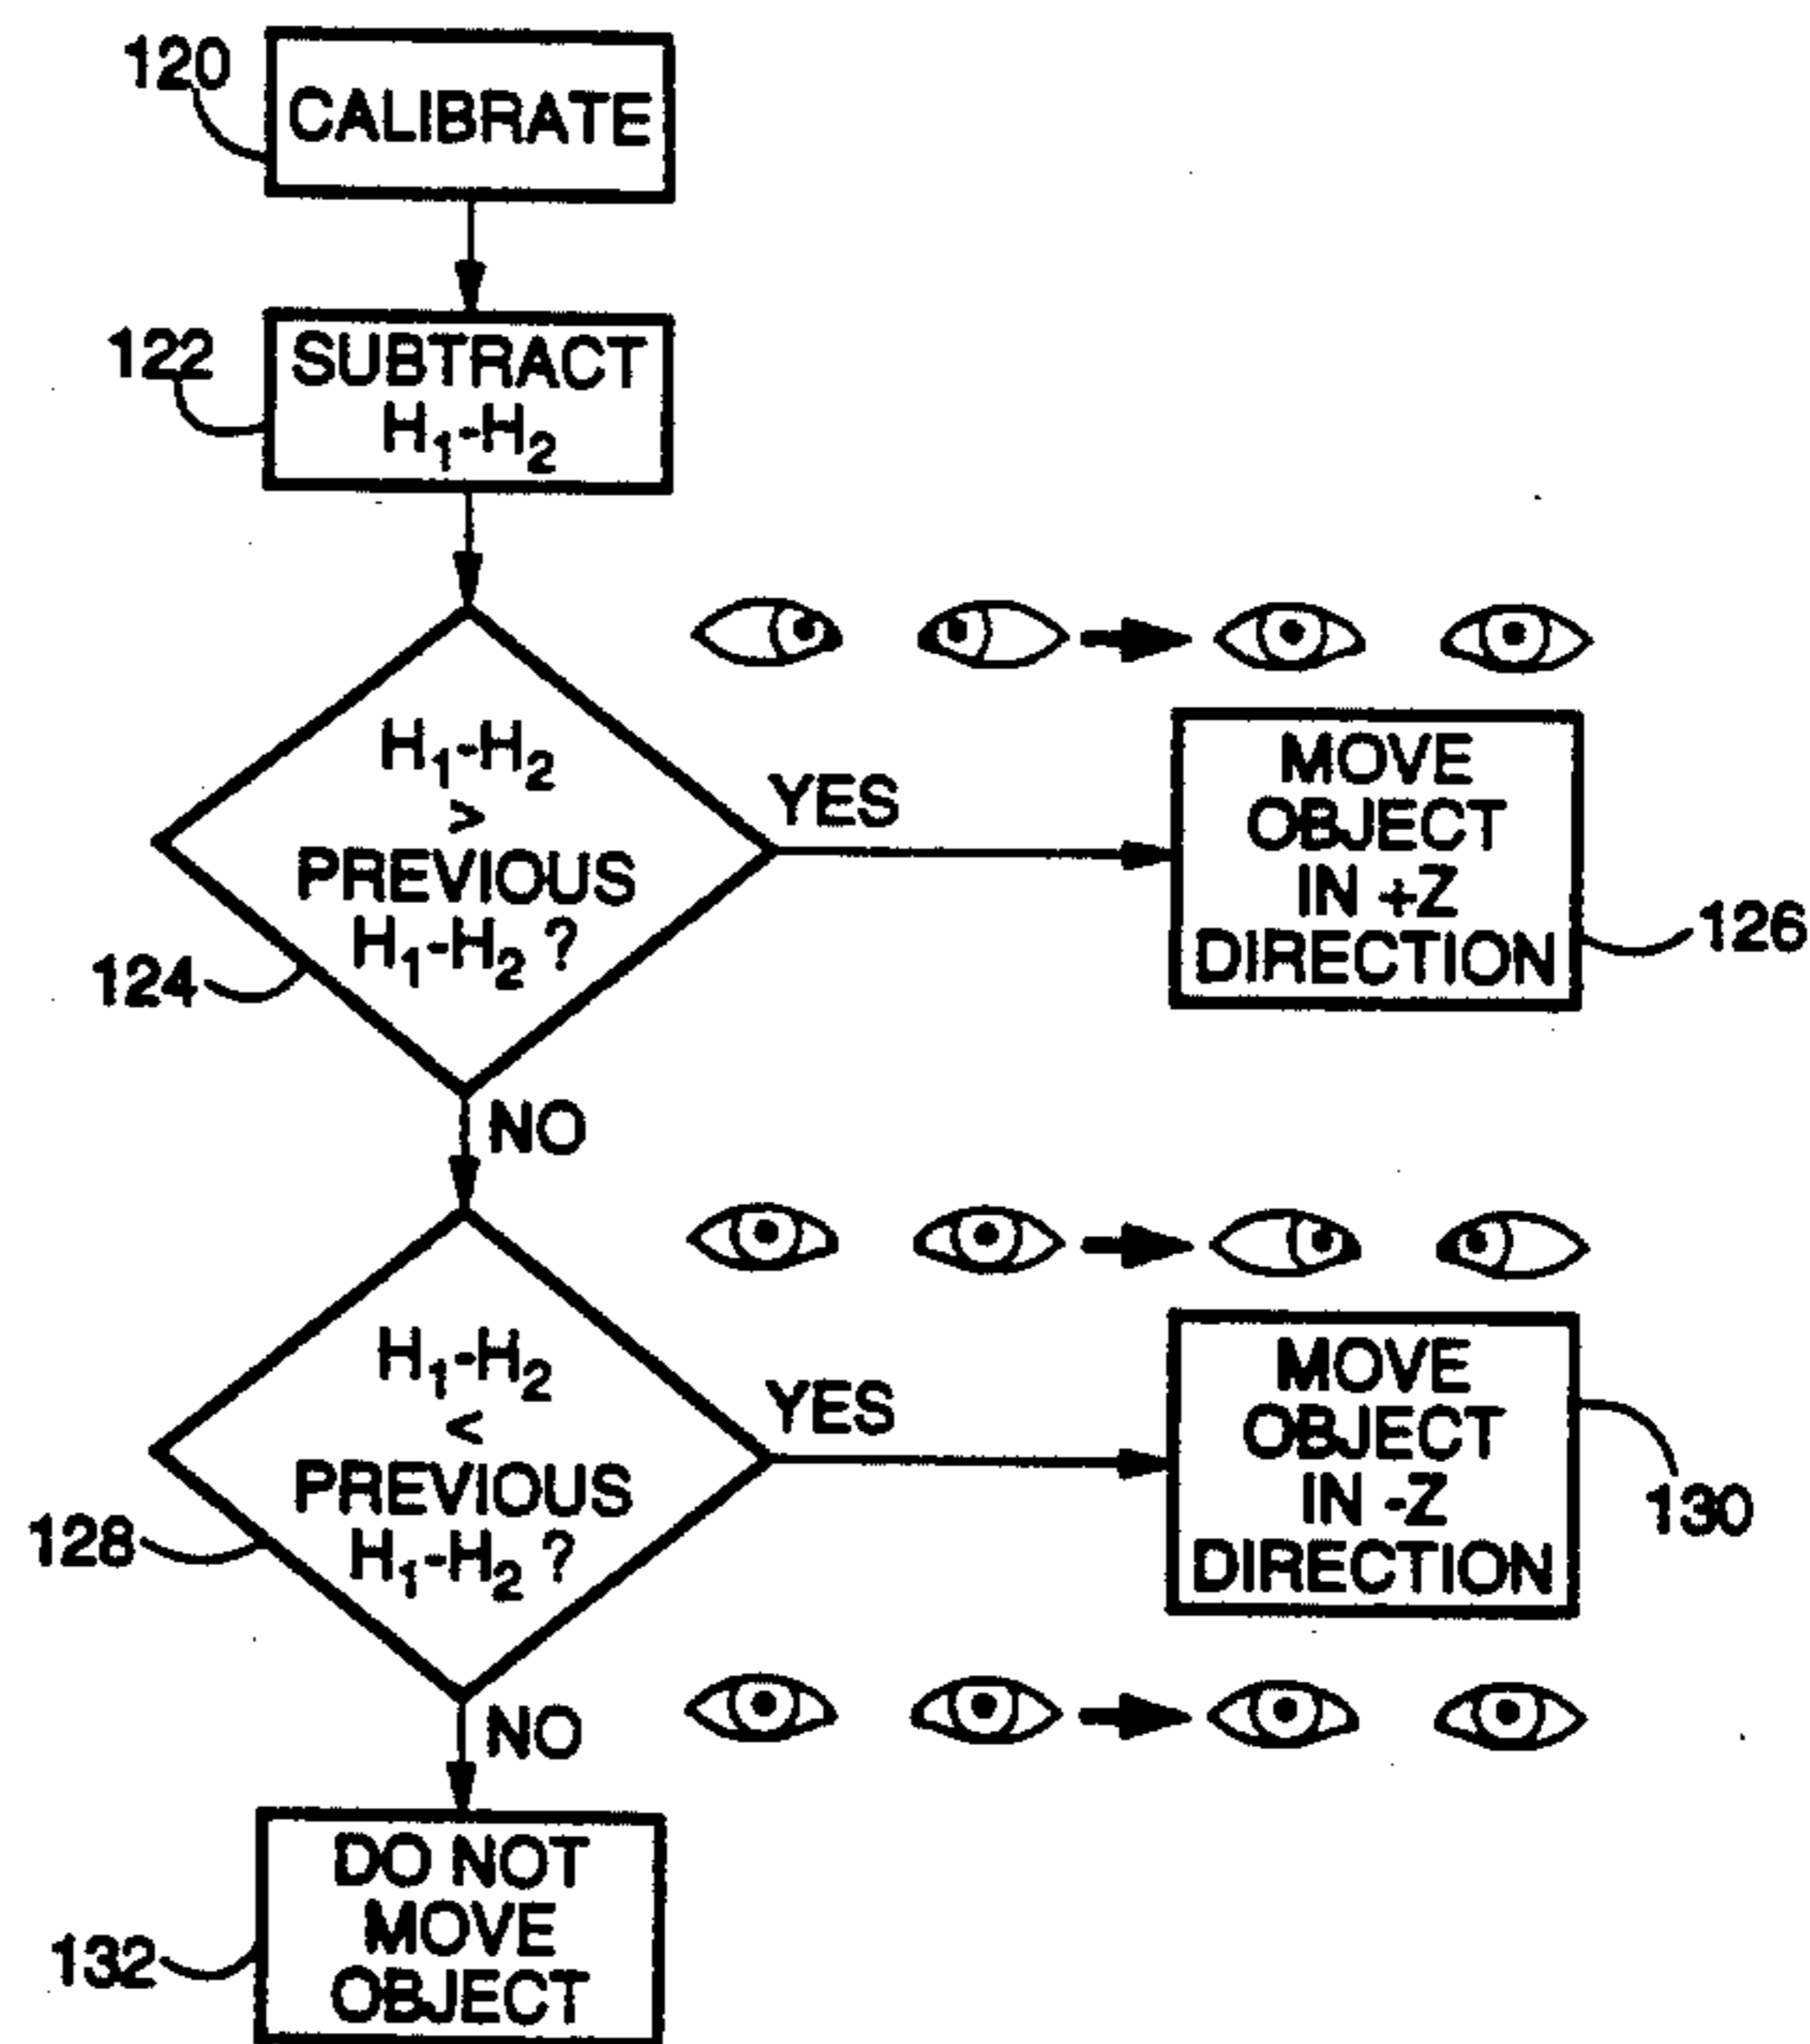 120
CALIBRATE
122
SUBTRACT
H₁-H₂
H₁-H₂
>
PREVIOUS
H₁-H₂ ?
124
YES
MOVE
OBJECT
IN +Z
DIRECTION
126
NO
H₁-H₂
<
PREVIOUS
H₁-H₂ ?
128
YES
MOVE
OBJECT
IN -Z
DIRECTION
130
NO
DO NOT
MOVE
OBJECT
132